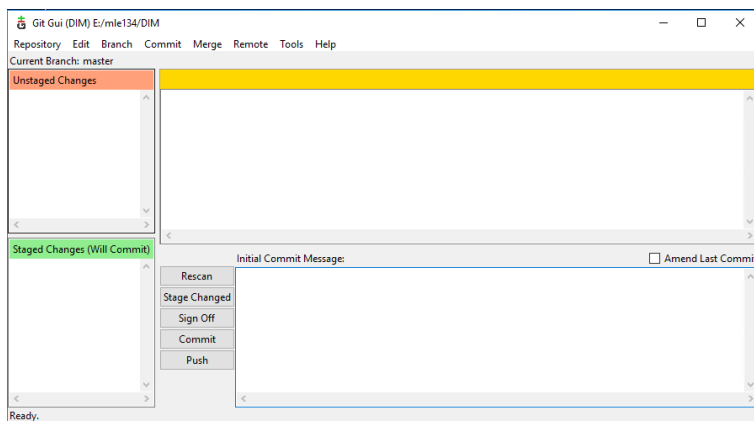 Git Gui (DIM) E:/mle134/DIM
Repository Edit Branch Commit Merge Remote Tools Help
Current Branch: master
Unstaged Changes
Staged Changes (Will Commit)
Initial Commit Message:
Amend Last Commi
Rescan
Stage Changed
Sign Off
Commit
Push
Ready.